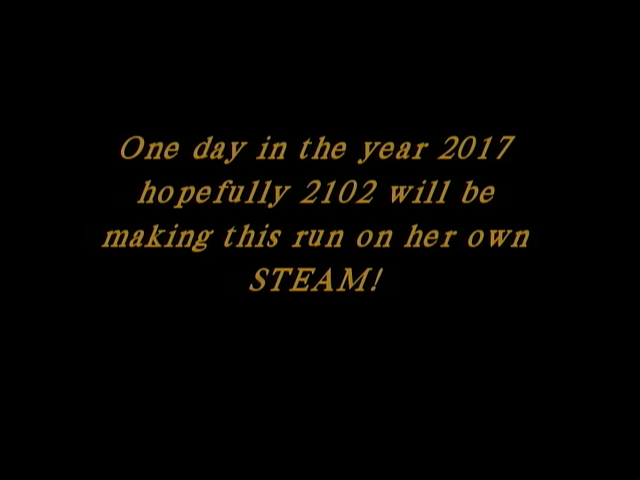 One day in the year 2017
hopefully 2102 will be
making this run on her own
STEAM!